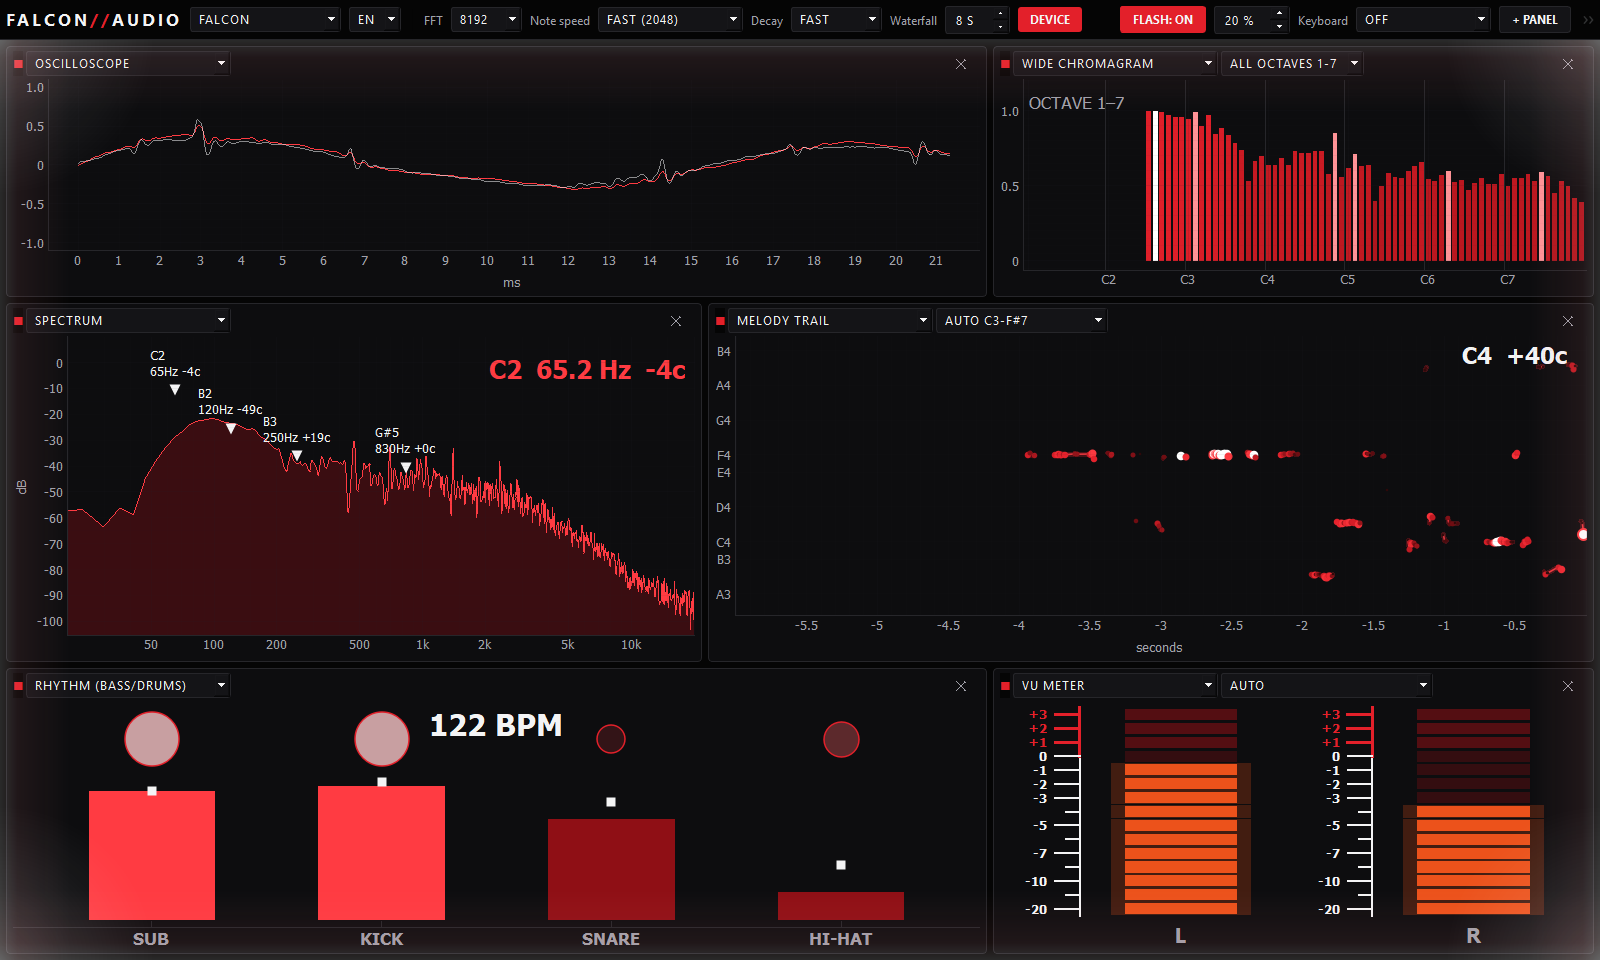 FALCON//AUDIO FALCON EN FFT 8192 Note speed FAST (2048) Decay FAST Waterfall 8 S DEVICE FLASH: ON 20 % Keyboard OFF + PANEL »
OSCILLOSCOPE
1.0
0.5
0
-0.5
-1.0
0 1 2 3 4 5 6 7 8 9 10 11 12 13 14 15 16 17 18 19 20 21
ms
WIDE CHROMAGRAM ALL OCTAVES 1-7
OCTAVE 1–7
1.0
0.5
0
C2 C3 C4 C5 C6 C7
SPECTRUM
C2 65.2 Hz -4c
C2
65Hz -4c
B2
120Hz -49c
B3
250Hz +19c
G#5
830Hz +0c
dB
0
-10
-20
-30
-40
-50
-60
-70
-80
-90
-100
50 100 200 500 1k 2k 5k 10k
MELODY TRAIL AUTO C3-F#7
C4 +40c
B4
A4
G4
F4
E4
D4
C4
B3
A3
-5.5 -5 -4.5 -4 -3.5 -3 -2.5 -2 -1.5 -1 -0.5
seconds
RHYTHM (BASS/DRUMS)
122 BPM
SUB KICK SNARE HI-HAT
VU METER AUTO
+3 +3
+2 +2
+1 +1
0 0
-1 -1
-2 -2
-3 -3
-5 -5
-7 -7
-10 -10
-20 -20
L R